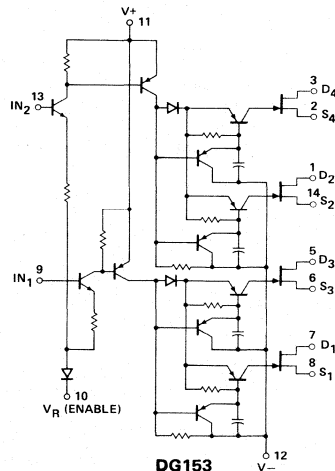 V+
11
3
D4
13
IN2
2
S4
1
D2
14
S2
5
D3
9
IN1
6
S3
7
D1
8
S1
10
VR (ENABLE)
12
V−
DG153